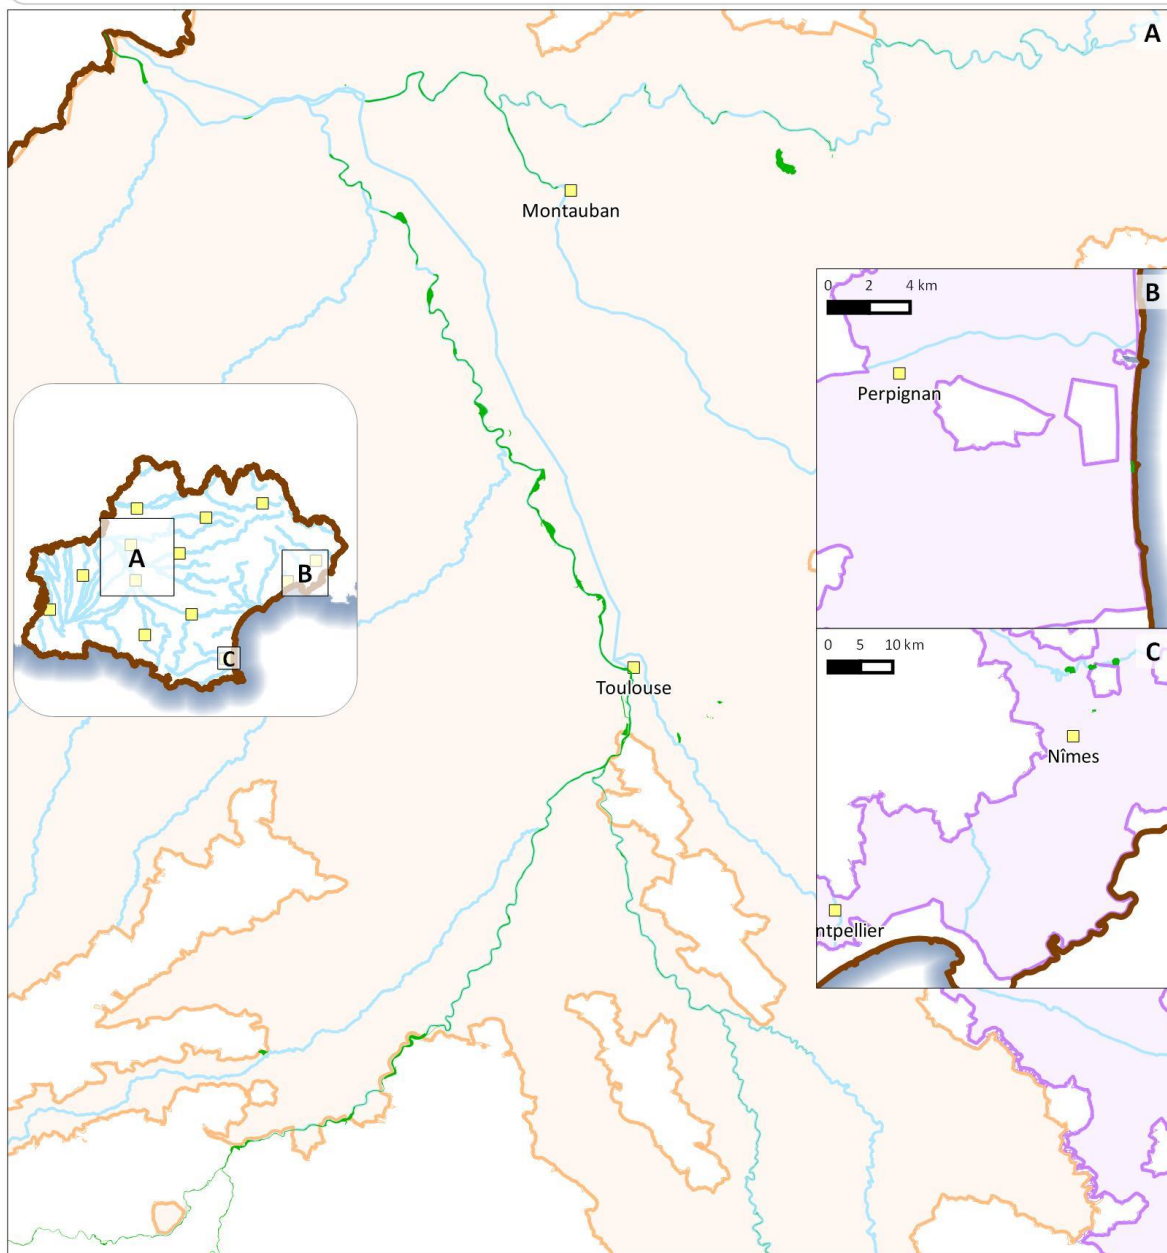 A
Montauban
0 2 4 km
B
Perpignan
A
B
C
0 5 10 km
C
Toulouse
Nîmes
ntpellier